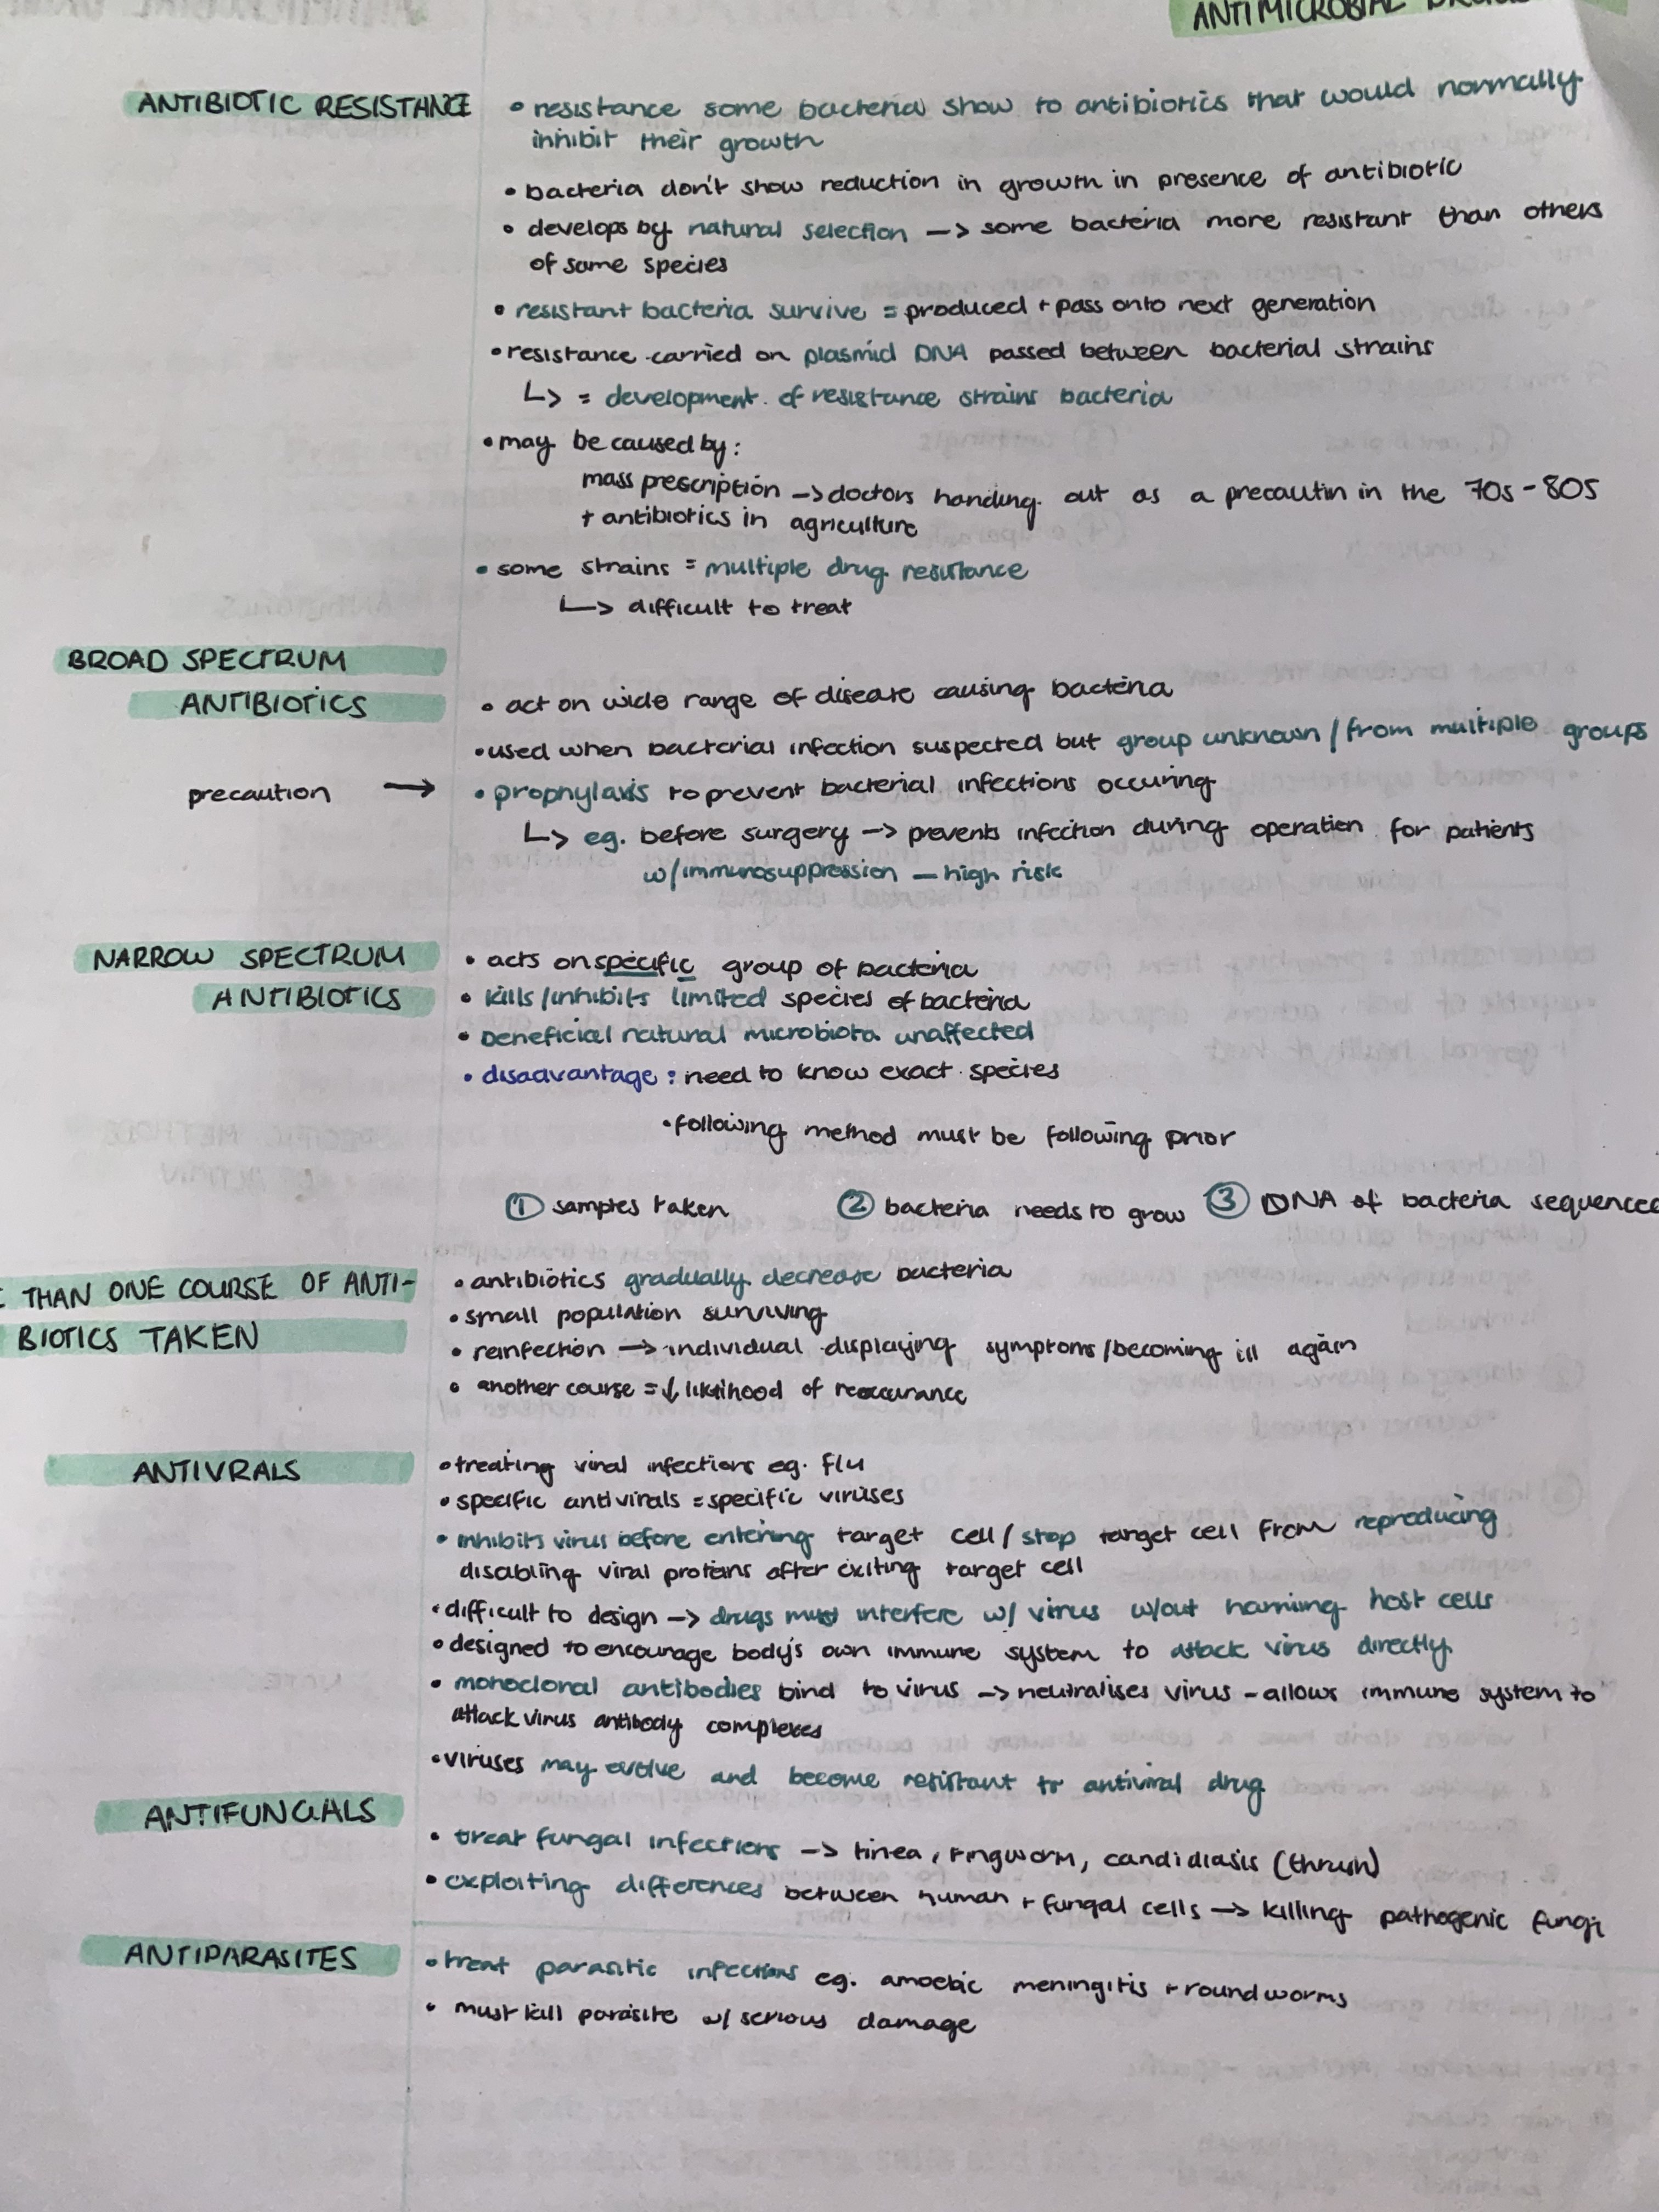 ANTIMICROBIAL DRUGS
ANTIBIOTIC RESISTANCE
• resistance some bacteria show to antibiotics that would normally
inhibit their growth
• bacteria don't show reduction in growth in presence of antibiotic
• develops by natural selection —> some bacteria more resistant than others
of same species
• resistant bacteria survive = produced + pass onto next generation
• resistance carried on plasmid DNA passed between bacterial strains
↳ = development of resistance strains bacteria
• may be caused by:
mass prescription —> doctors handing out as a precautin in the 70s - 80s
+ antibiotics in agriculture
• some strains = multiple drug resistance
↳ difficult to treat
BROAD SPECTRUM
ANTIBIOTICS
• act on wide range of disease causing bacteria
• used when bacterial infection suspected but group unknown / from multiple groups
precaution → • prophylaxis to prevent bacterial infections occuring
↳ eg. before surgery —> prevents infection during operation for patients
w/ immunosuppression — high risk
NARROW SPECTRUM
ANTIBIOTICS
• acts on specific group of bacteria
• kills/inhibits limited species of bacteria
• beneficial natural microbiota unaffected
• disadvantage : need to know exact species
• following method must be following prior
① samples taken ② bacteria needs to grow ③ DNA of bacteria sequenced
THAN ONE COURSE OF ANTI-
BIOTICS TAKEN
• antibiotics gradually decrease bacteria
• small population surviving
• reinfection —> individual displaying symptoms/becoming ill again
• another course = ↓ liklihood of reoccurance
ANTIVRALS
• treating viral infections eg. flu
• specific antivirals = specific viruses
• inhibits virus before entering target cell / stop target cell from reproducing
disabling viral proteins after exiting target cell
• difficult to design —> drugs must interfere w/ virus w/out harming host cells
• designed to encourage body's own immune system to attack virus directly
• monoclonal antibodies bind to virus —> neutralises virus - allows immune system to
attack virus antibody complexes
• viruses may evolve and become resistant to antiviral drug
ANTIFUNGALS
• treat fungal infections —> tinea, ringworm, candidiasis (thrush)
• exploiting differences between human + fungal cells —> killing pathogenic fungi
ANTIPARASITES
• treat parasitic infections eg. amoebic meningitis + roundworms
• must kill parasite w/ serious damage